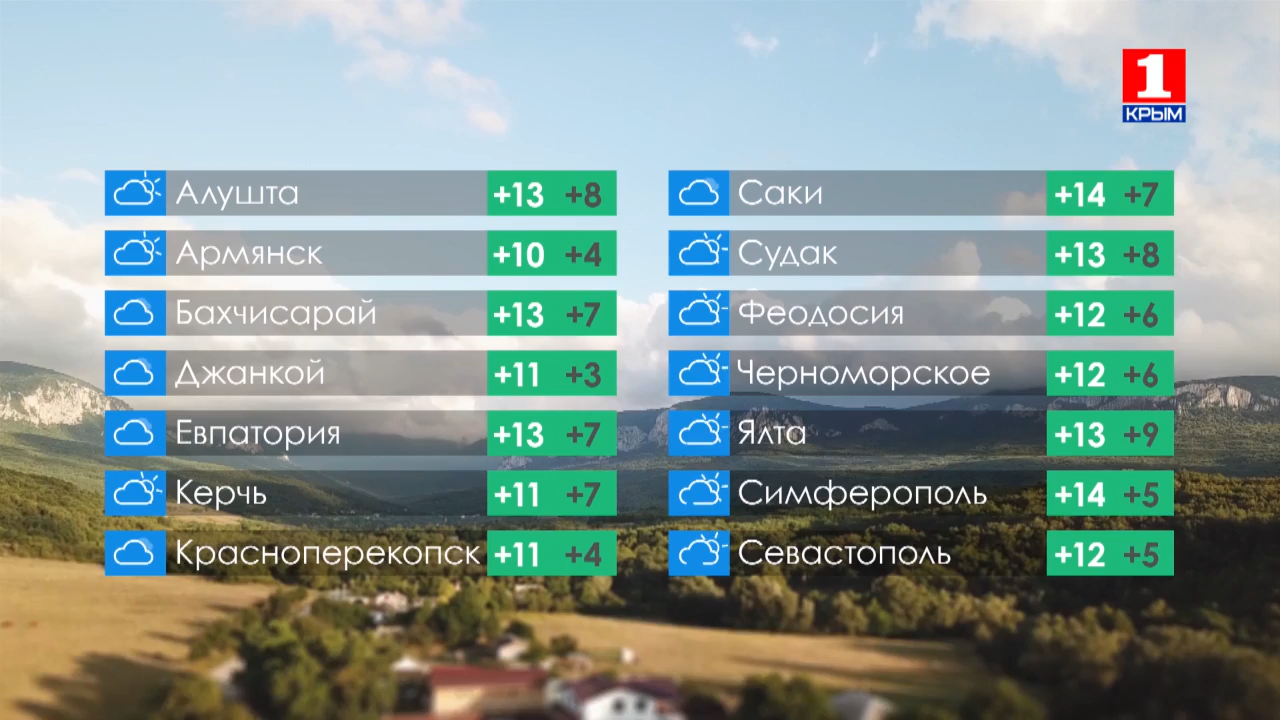 1
КРЫМ
Алушта +13 +8
Армянск +10 +4
Бахчисарай +13 +7
Джанкой +11 +3
Евпатория +13 +7
Керчь +11 +7
Красноперекопск +11 +4
Саки +14 +7
Судак +13 +8
Феодосия +12 +6
Черноморское +12 +6
Ялта +13 +9
Симферополь +14 +5
Севастополь +12 +5